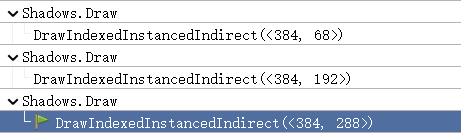 Shadows.Draw
DrawIndexedInstancedIndirect(<384, 68>)
Shadows.Draw
DrawIndexedInstancedIndirect(<384, 192>)
Shadows.Draw
DrawIndexedInstancedIndirect(<384, 288>)